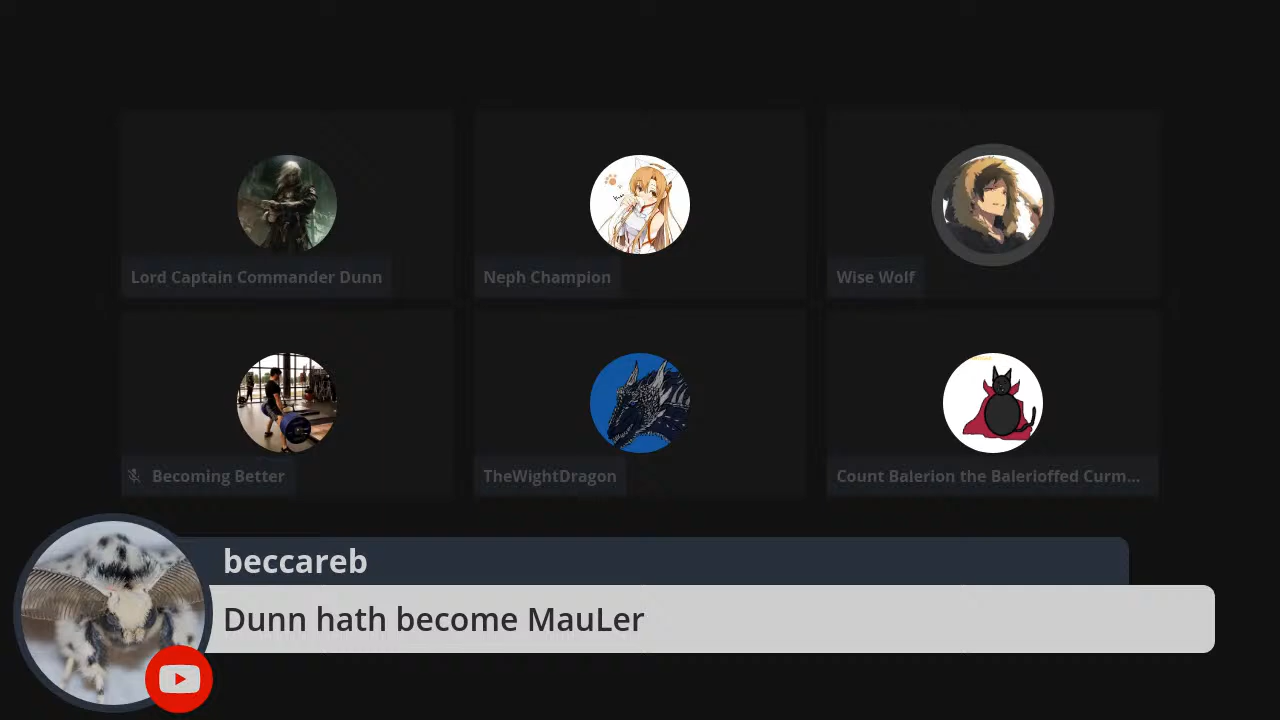 Lord Captain Commander Dunn
Neph Champion
Wise Wolf
Becoming Better
TheWightDragon
Count Balerion the Balerloffed Curm...
beccareb
Dunn hath become MauLer